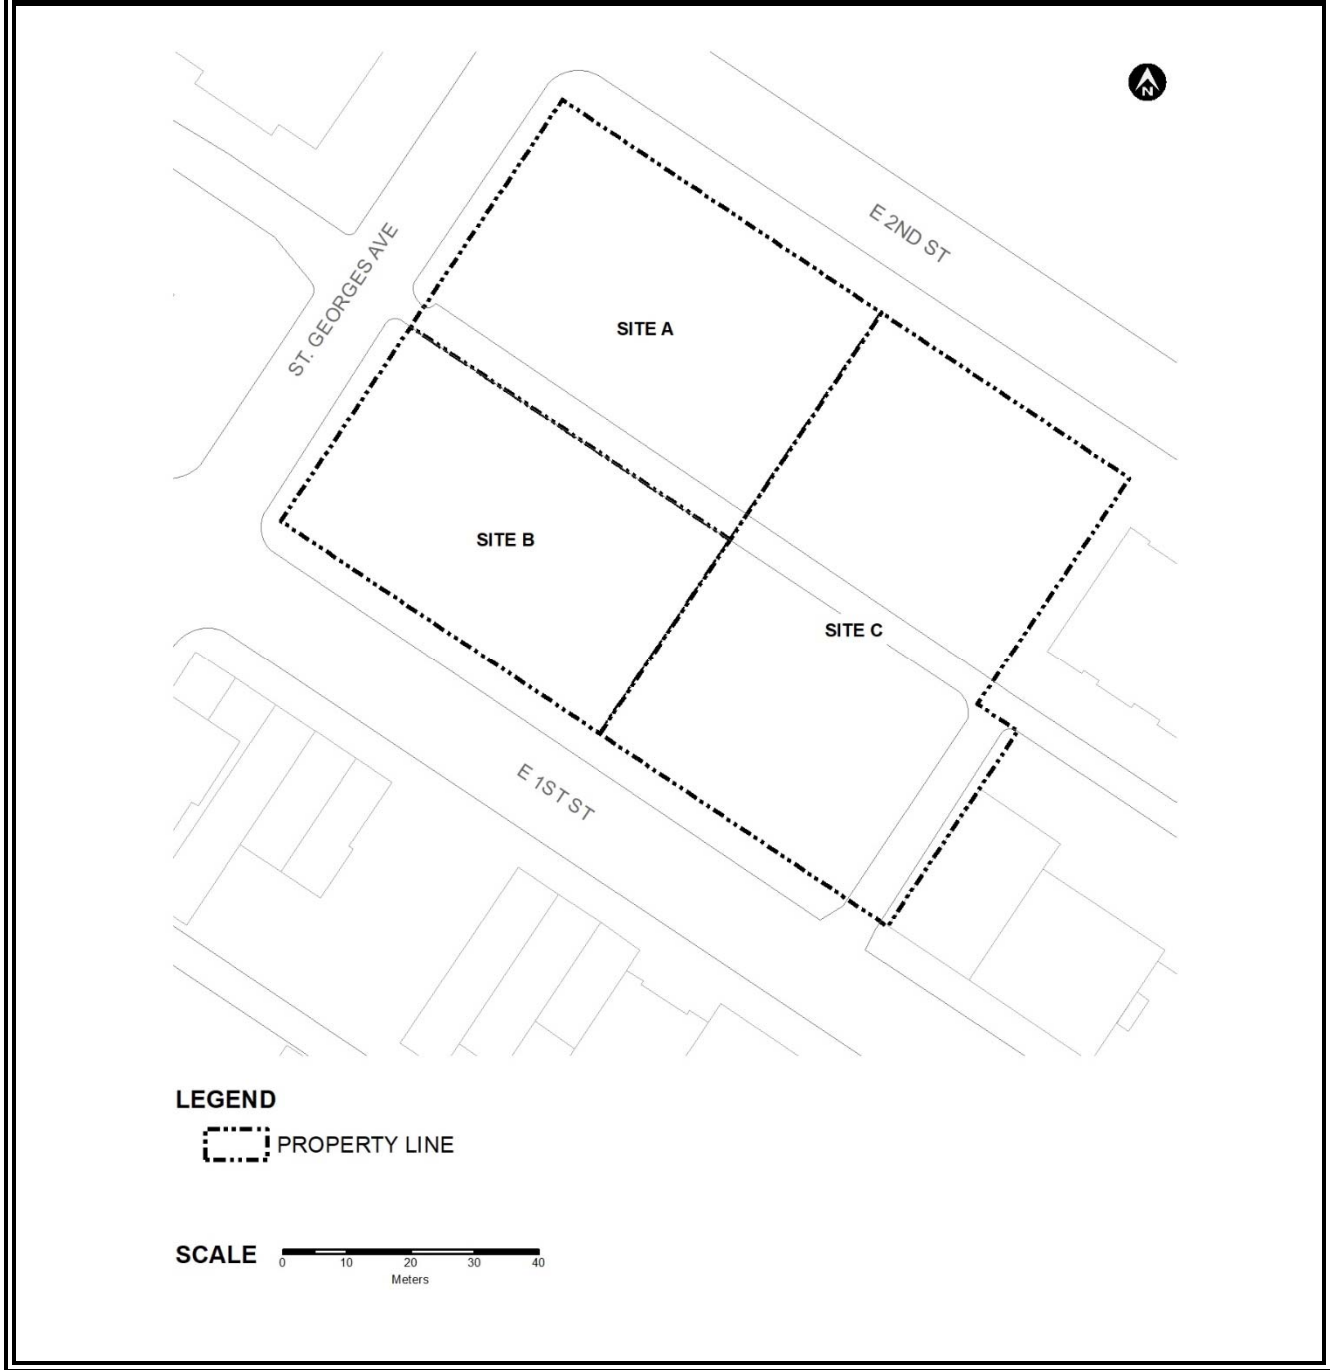 N
E 2ND ST
ST. GEORGES AVE
SITE A
SITE B
SITE C
E 1ST ST
LEGEND
PROPERTY LINE
SCALE
0 10 20 30 40
Meters